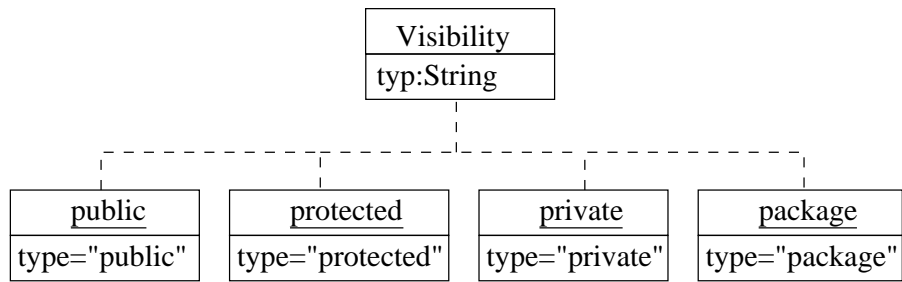 Visibility
typ:String
public
protected
private
package
type="public"
type="protected"
type="private"
type="package"